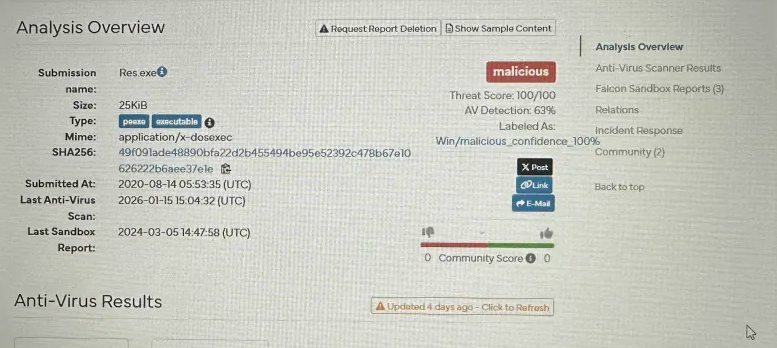 Analysis Overview
Request Report Deletion
Show Sample Content
Submission name:
Res.exe
Size:
25KiB
Type:
peexe executable
Mime:
application/x-dosexec
SHA256:
49f091ade48890bfa22d2b455494be95e52392c478b67e10
626222b6aee37e1e
Submitted At:
2020-08-14 05:53:35 (UTC)
Last Anti-Virus Scan:
2026-01-15 15:04:32 (UTC)
Last Sandbox Report:
2024-03-05 14:47:58 (UTC)
malicious
Threat Score: 100/100
AV Detection: 63%
Labeled As:
Win/malicious_confidence_100%
X Post
Link
E-Mail
0 Community Score 0
Analysis Overview
Anti-Virus Scanner Results
Falcon Sandbox Reports (3)
Relations
Incident Response
Community (2)
Back to top
Anti-Virus Results
Updated 4 days ago - Click to Refresh